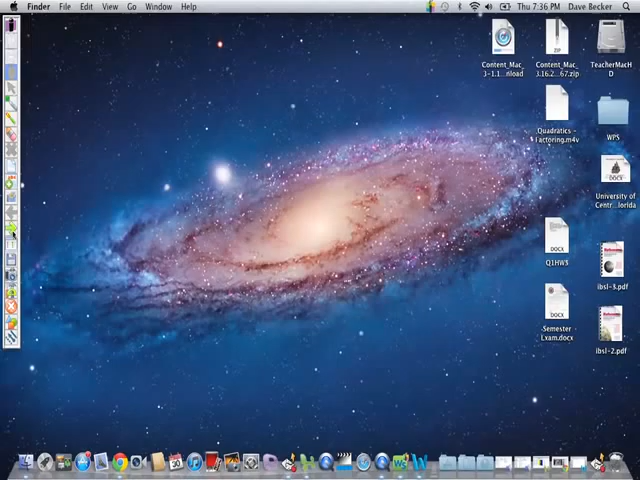 Finder File Edit View Go Window Help
Thu 7:36 PM Dave Becker
Content_Mac_
3-1.1...nload
ZIP
Content_Mac_
3.16.2...67.zip
TeacherMacH
D
Quadratics -
Factoring.m4v
WPS
DOCX
University of
Centr...lorida
DOCX
Q1HW3
ibsl-3.pdf
DOCX
Semester -
Exam.docx
ibsl-2.pdf
30